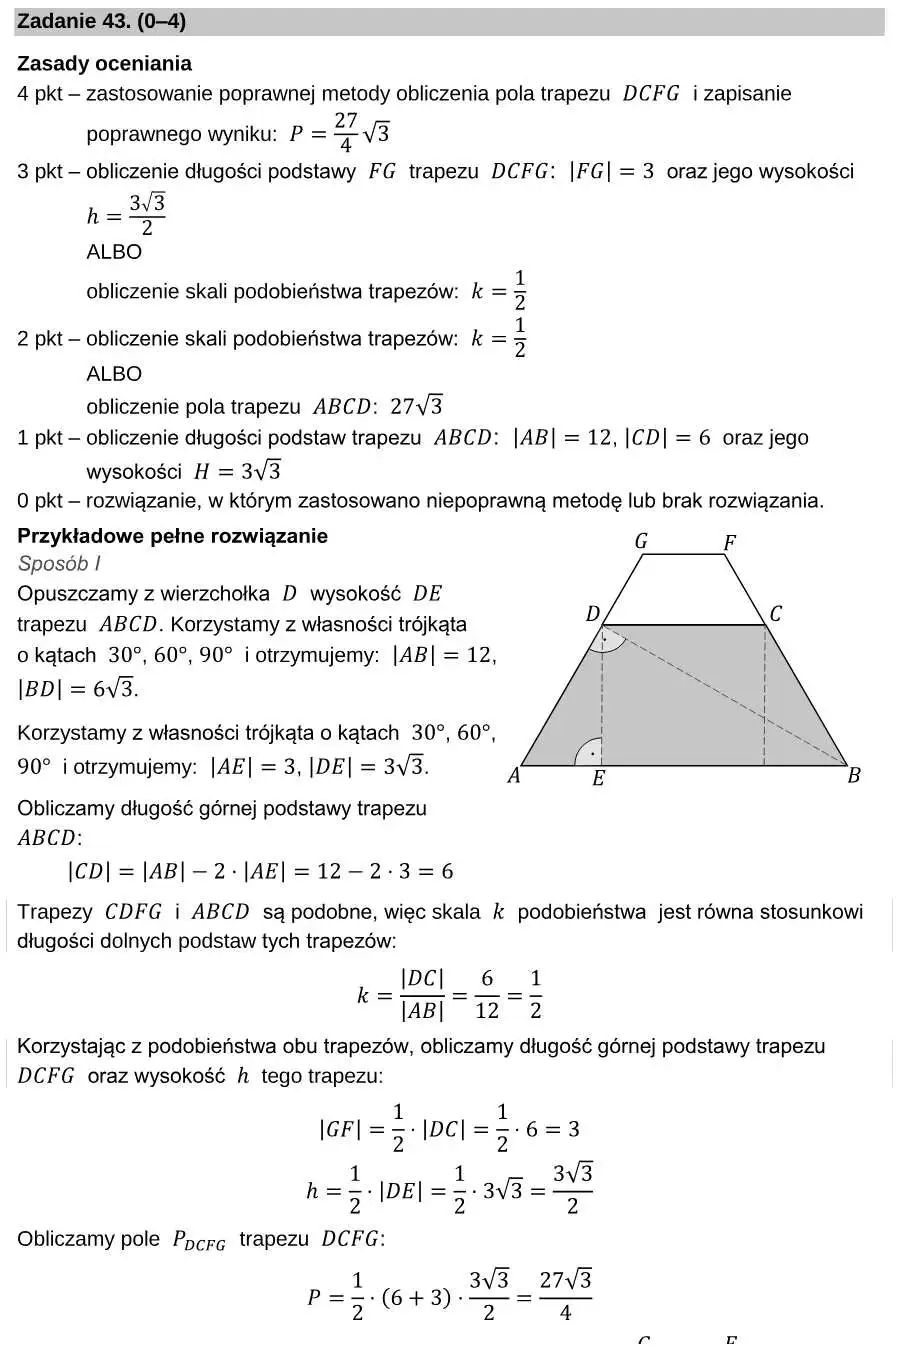 Zadanie 43. (0–4)
Zasady oceniania
4 pkt – zastosowanie poprawnej metody obliczenia pola trapezu DCFG i zapisanie
poprawnego wyniku: P = 27/4 √3
3 pkt – obliczenie długości podstawy FG trapezu DCFG: |FG| = 3 oraz jego wysokości
h = 3√3/2
ALBO
obliczenie skali podobieństwa trapezów: k = 1/2
2 pkt – obliczenie skali podobieństwa trapezów: k = 1/2
ALBO
obliczenie pola trapezu ABCD: 27√3
1 pkt – obliczenie długości podstaw trapezu ABCD: |AB| = 12, |CD| = 6 oraz jego
wysokości H = 3√3
0 pkt – rozwiązanie, w którym zastosowano niepoprawną metodę lub brak rozwiązania.
Przykładowe pełne rozwiązanie
Sposób I
Opuszczamy z wierzchołka D wysokość DE
trapezu ABCD. Korzystamy z własności trójkąta
o kątach 30°, 60°, 90° i otrzymujemy: |AB| = 12,
|BD| = 6√3.
Korzystamy z własności trójkąta o kątach 30°, 60°,
90° i otrzymujemy: |AE| = 3, |DE| = 3√3.
Obliczamy długość górnej podstawy trapezu
ABCD:
|CD| = |AB| − 2 · |AE| = 12 − 2 · 3 = 6
G F
D C
A E B
Trapezy CDFG i ABCD są podobne, więc skala k podobieństwa jest równa stosunkowi
długości dolnych podstaw tych trapezów:
k = |DC|/|AB| = 6/12 = 1/2
Korzystając z podobieństwa obu trapezów, obliczamy długość górnej podstawy trapezu
DCFG oraz wysokość h tego trapezu:
|GF| = 1/2 · |DC| = 1/2 · 6 = 3
h = 1/2 · |DE| = 1/2 · 3√3 = 3√3/2
Obliczamy pole P_DCFG trapezu DCFG:
P = 1/2 · (6 + 3) · 3√3/2 = 27√3/4